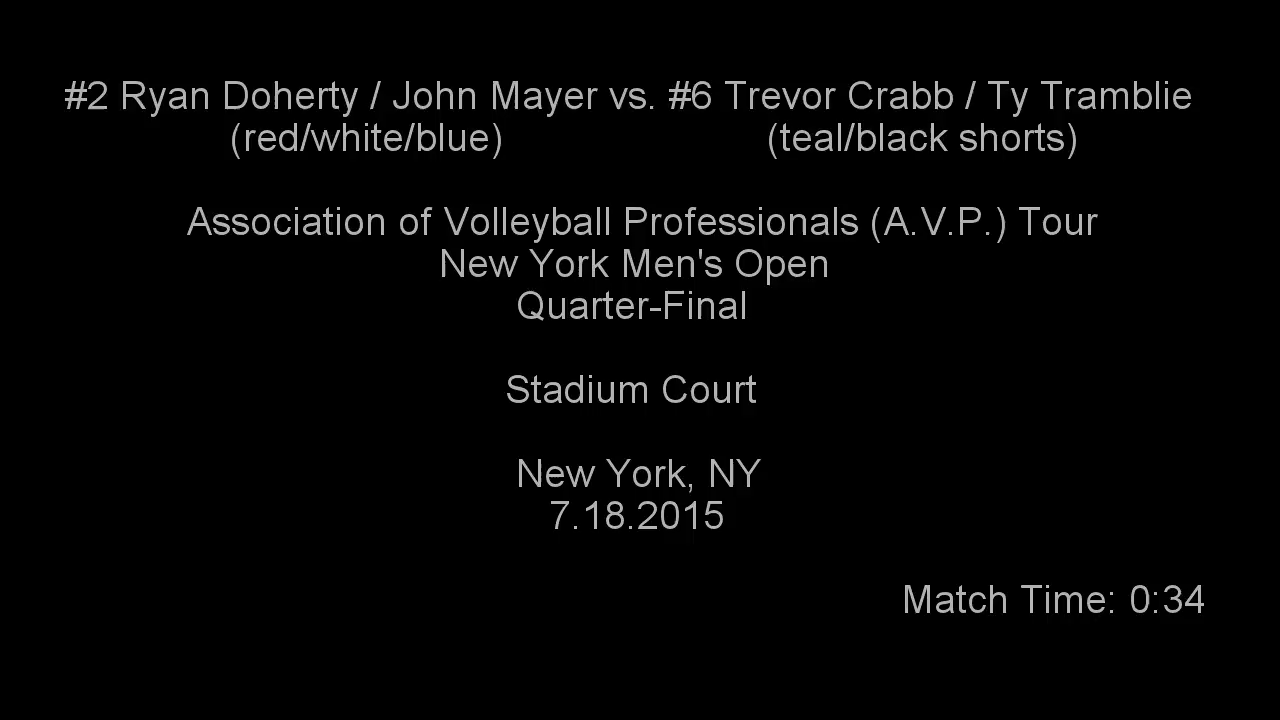 #2 Ryan Doherty / John Mayer vs. #6 Trevor Crabb / Ty Tramblie
(red/white/blue) (teal/black shorts)
Association of Volleyball Professionals (A.V.P.) Tour
New York Men's Open
Quarter-Final
Stadium Court
New York, NY
7.18.2015
Match Time: 0:34